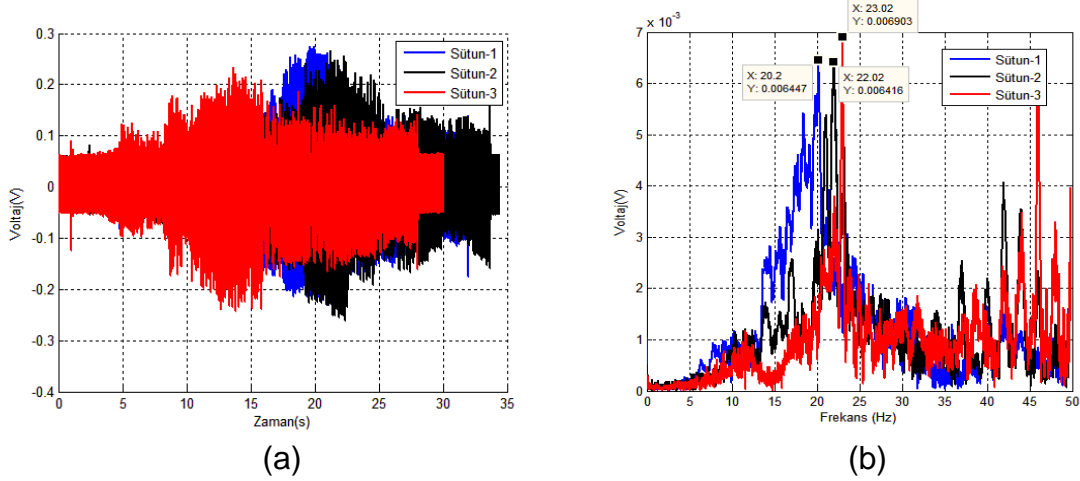 0.3
0.2
0.1
0
-0.1
-0.2
-0.3
-0.4
Voltaj(V)
0 5 10 15 20 25 30 35
Zaman(s)
Sütun-1
Sütun-2
Sütun-3
(a)
x 10-3
7
6
5
4
3
2
1
0
Voltaj(V)
0 5 10 15 20 25 30 35 40 45 50
Frekans (Hz)
X: 23.02
Y: 0.006903
X: 20.2
Y: 0.006447
X: 22.02
Y: 0.006416
Sütun-1
Sütun-2
Sütun-3
(b)